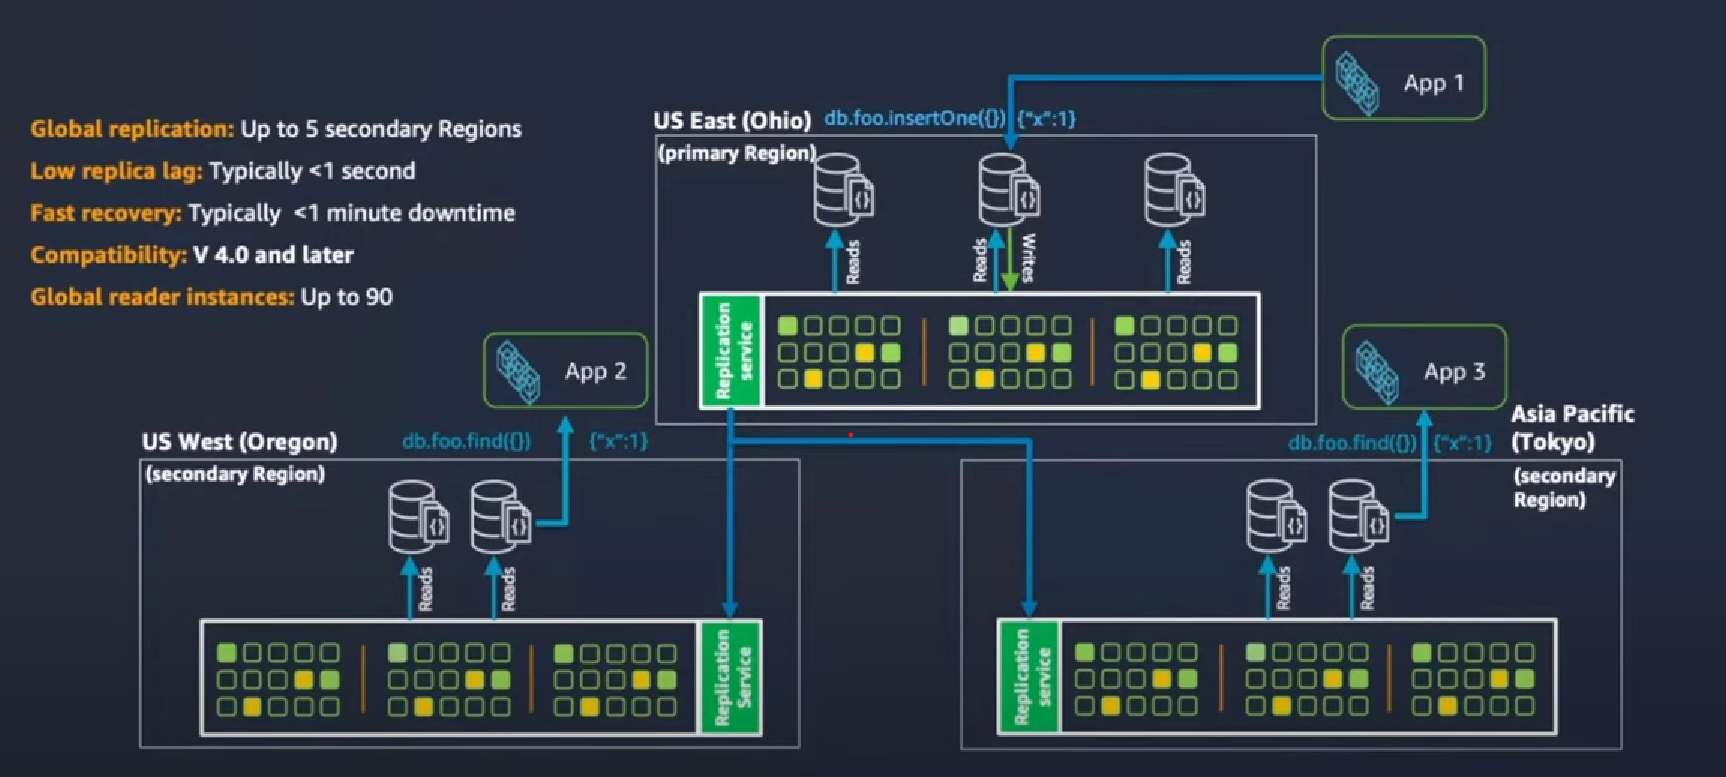 Global replication: Up to 5 secondary Regions
Low replica lag: Typically <1 second
Fast recovery: Typically <1 minute downtime
Compatibility: V 4.0 and later
Global reader instances: Up to 90
App 1
US East (Ohio)
(primary Region)
db.foo.insertOne({})
{"x":1}
Reads
Reads
Writes
Reads
Replication
service
App 2
US West (Oregon)
(secondary Region)
db.foo.find({})
{"x":1}
Reads
Reads
Replication
Service
App 3
Asia Pacific
(Tokyo)
(secondary
Region)
db.foo.find({})
{"x":1}
Reads
Reads
Replication
service